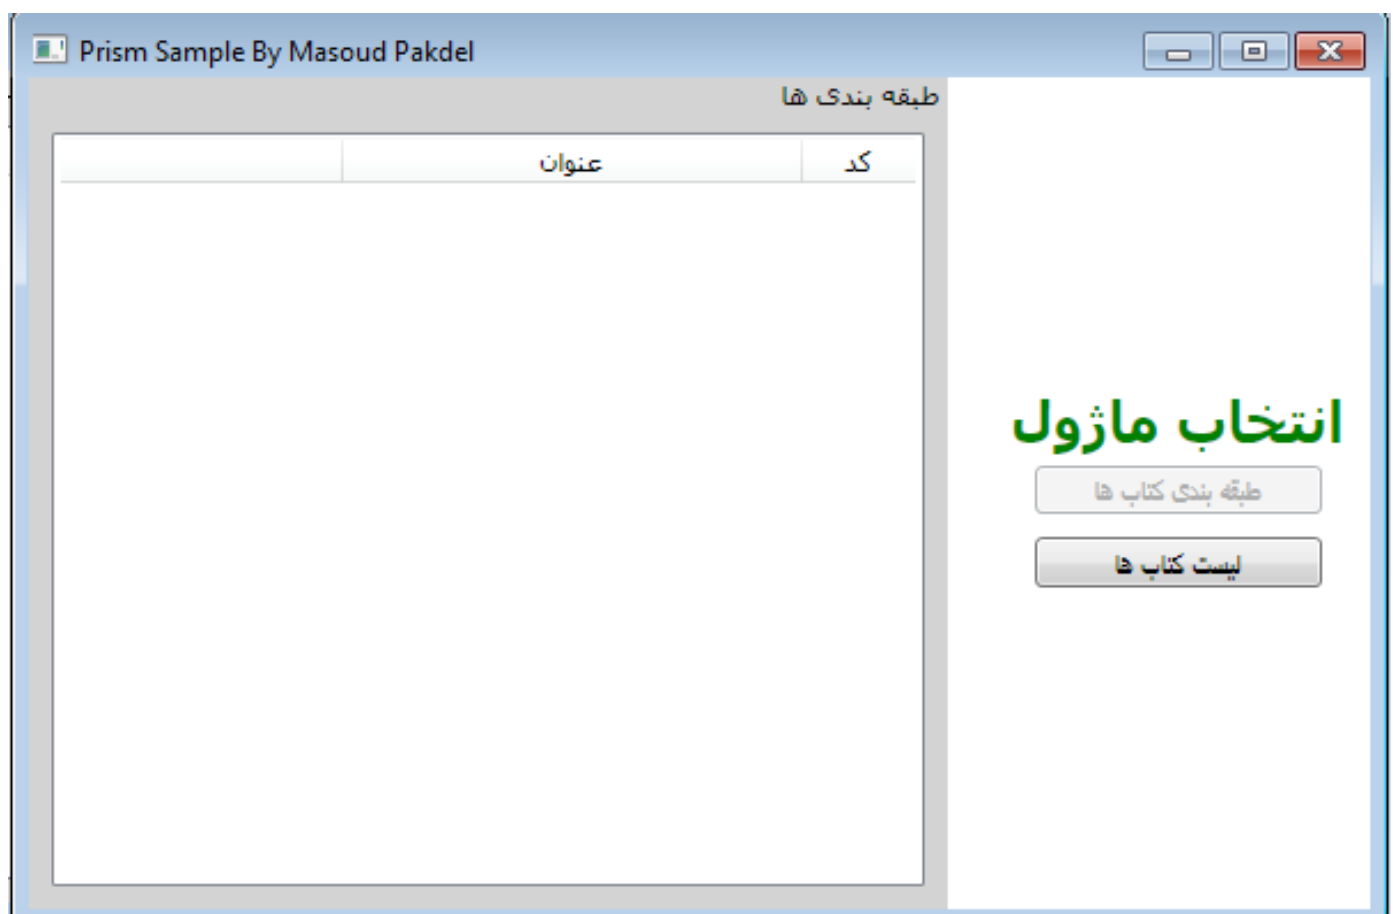 Prism Sample By Masoud Pakdel
طبقه بندی ها
کد عنوان
انتخاب ماژول
طبقه بندی کتاب ها
لیست کتاب ها